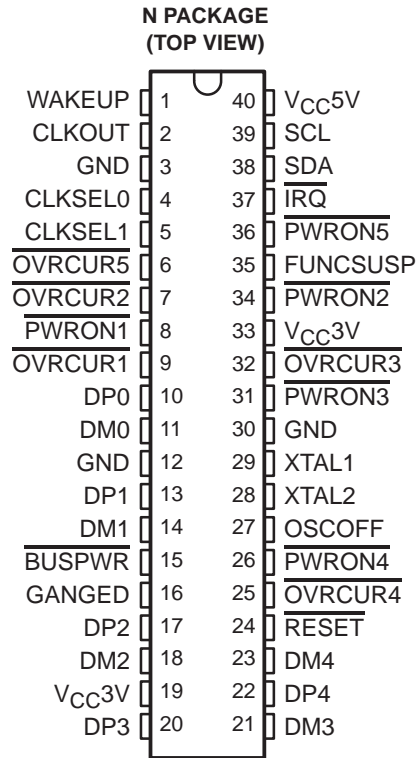 N PACKAGE
(TOP VIEW)
WAKEUP 1 40 VCC5V
CLKOUT 2 39 SCL
GND 3 38 SDA
CLKSEL0 4 37 IRQ
CLKSEL1 5 36 PWRON5
OVRCUR5 6 35 FUNCSUSP
OVRCUR2 7 34 PWRON2
PWRON1 8 33 VCC3V
OVRCUR1 9 32 OVRCUR3
DP0 10 31 PWRON3
DM0 11 30 GND
GND 12 29 XTAL1
DP1 13 28 XTAL2
DM1 14 27 OSCOFF
BUSPWR 15 26 PWRON4
GANGED 16 25 OVRCUR4
DP2 17 24 RESET
DM2 18 23 DM4
VCC3V 19 22 DP4
DP3 20 21 DM3